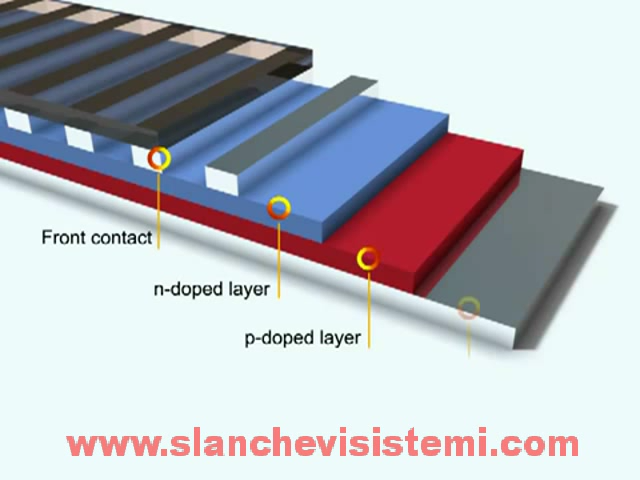 Front contact
n-doped layer
p-doped layer
www.slanchevisistemi.com